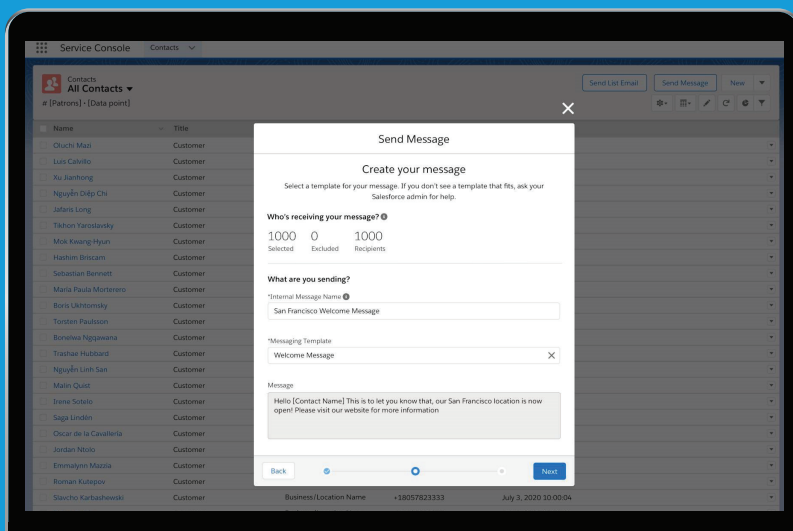 Service Console
Contacts
Contacts
All Contacts
# [Patrons] • [Data point]
Send List Email
Send Message
New
Name
Title
Oluchi Mazi Customer
Luis Calvillo Customer
Xu Jianhong Customer
Nguyễn Diệp Chi Customer
Jafaris Long Customer
Tikhon Yaroslavsky Customer
Mok Kwang-Hyun Customer
Hashim Briscam Customer
Sebastian Bennett Customer
Maria Paula Morterero Customer
Boris Ukhtomsky Customer
Torsten Paulsson Customer
Bonelwa Ngqawana Customer
Trashae Hubbard Customer
Nguyễn Linh San Customer
Malin Quist Customer
Irene Sotelo Customer
Saga Lindén Customer
Oscar de la Cavallería Customer
Jordan Ntolo Customer
Emmalynn Mazzia Customer
Roman Kutepov Customer
Slavcho Karbashewski Customer Business/Location Name +18057823333 July 3, 2020 10:00:04
Send Message
Create your message
Select a template for your message. If you don't see a template that fits, ask your
Salesforce admin for help.
Who's receiving your message?
1000 0 1000
Selected Excluded Recipients
What are you sending?
*Internal Message Name
San Francisco Welcome Message
*Messaging Template
Welcome Message
Message
Hello [Contact Name] This is to let you know that, our San Francisco location is now
open! Please visit our website for more information
Back
Next